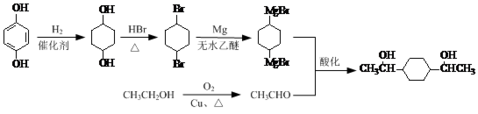 OH OH Br MgBr
H₂ HBr Mg OH OH
催化剂 △ 无水乙醚 酸化 CH₃CH CHCH₃
OH OH Br MgBr
CH₃CH₂OH O₂ CH₃CHO
Cu、△